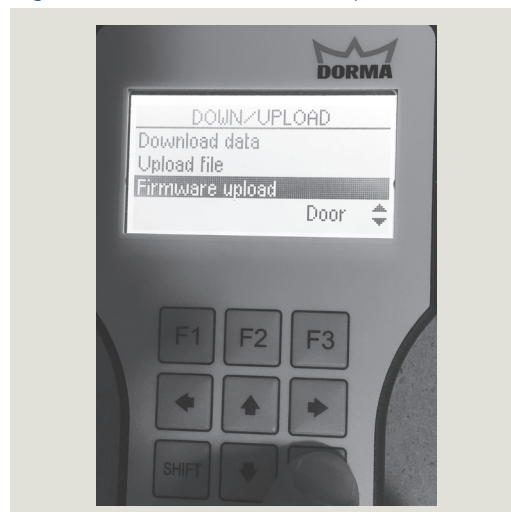 DORMA
DOWN/UPLOAD
Download data
Upload file
Firmware upload
Door
F1 F2 F3
SHIFT